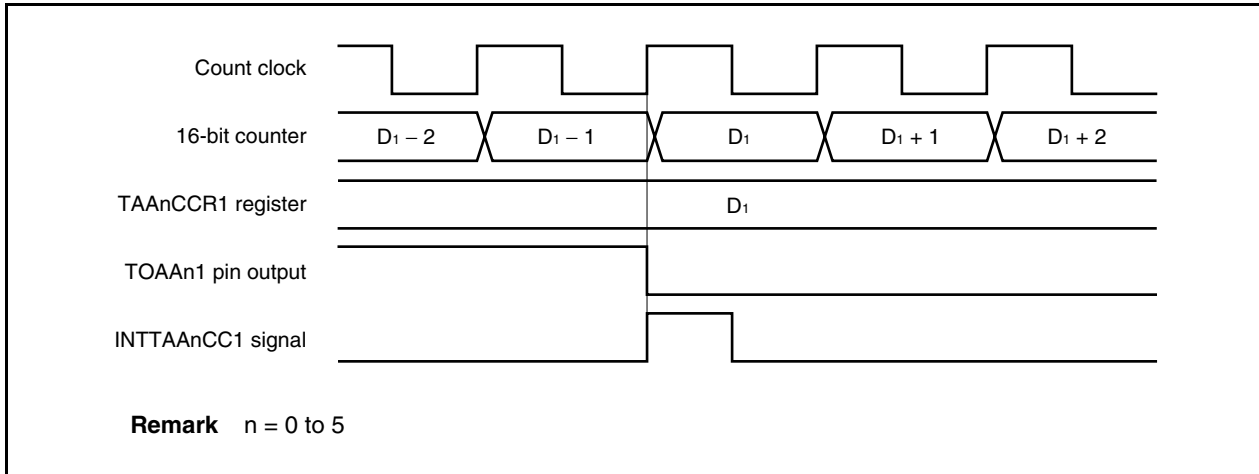 Count clock
16-bit counter D₁ – 2 D₁ – 1 D₁ D₁ + 1 D₁ + 2
TAAnCCR1 register D₁
TOAAn1 pin output
INTTAAnCC1 signal
Remark n = 0 to 5